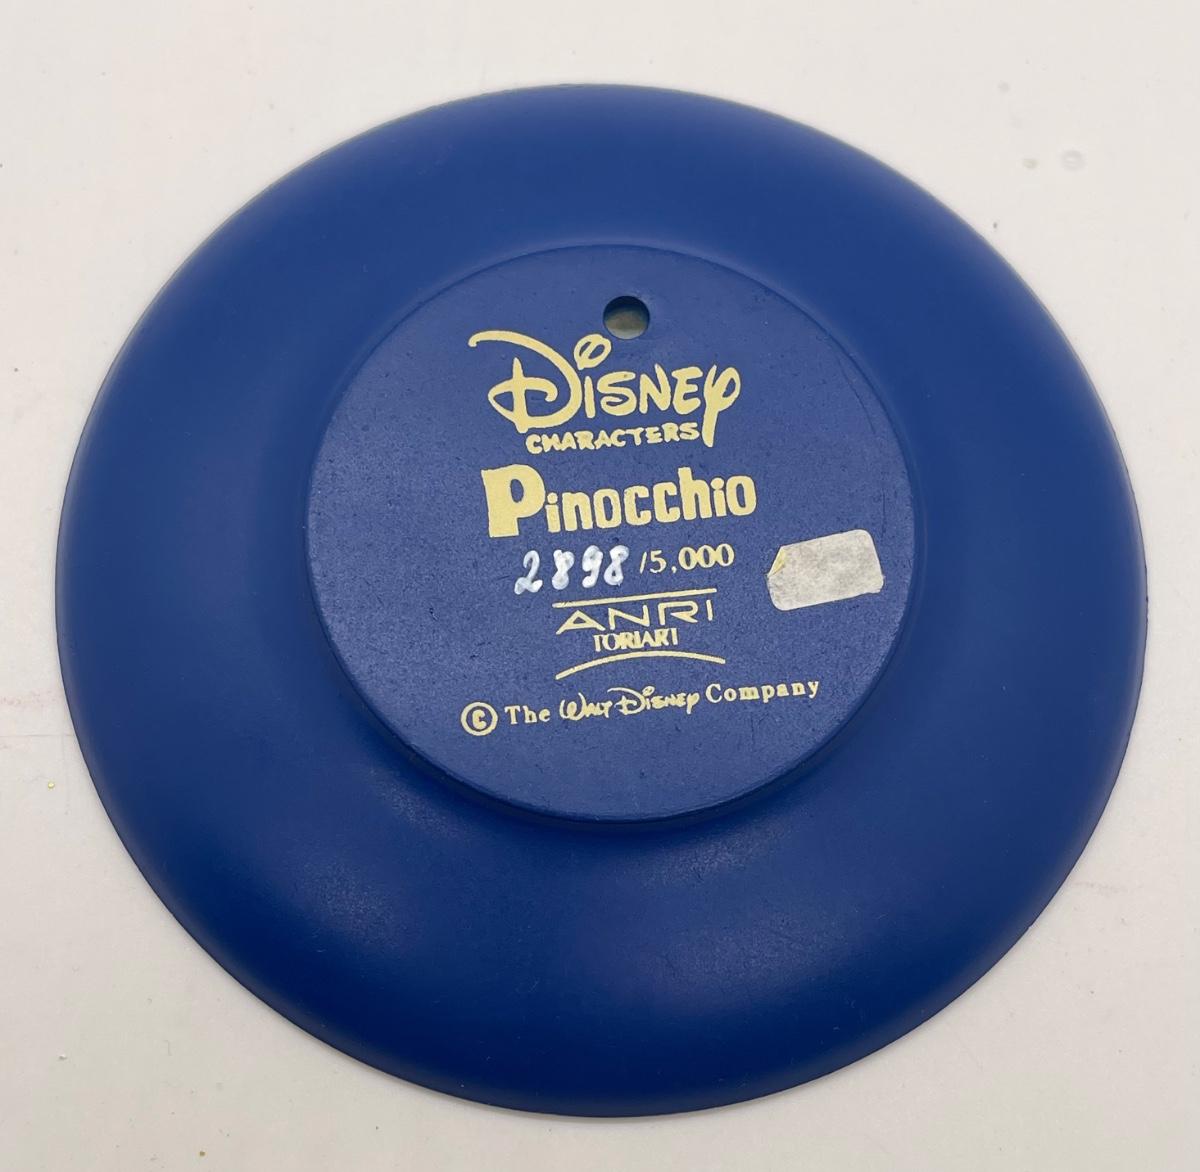 Disney
CHARACTERS
Pinocchio
2898 /5,000
ANRI
TORIART
© The Walt Disney Company